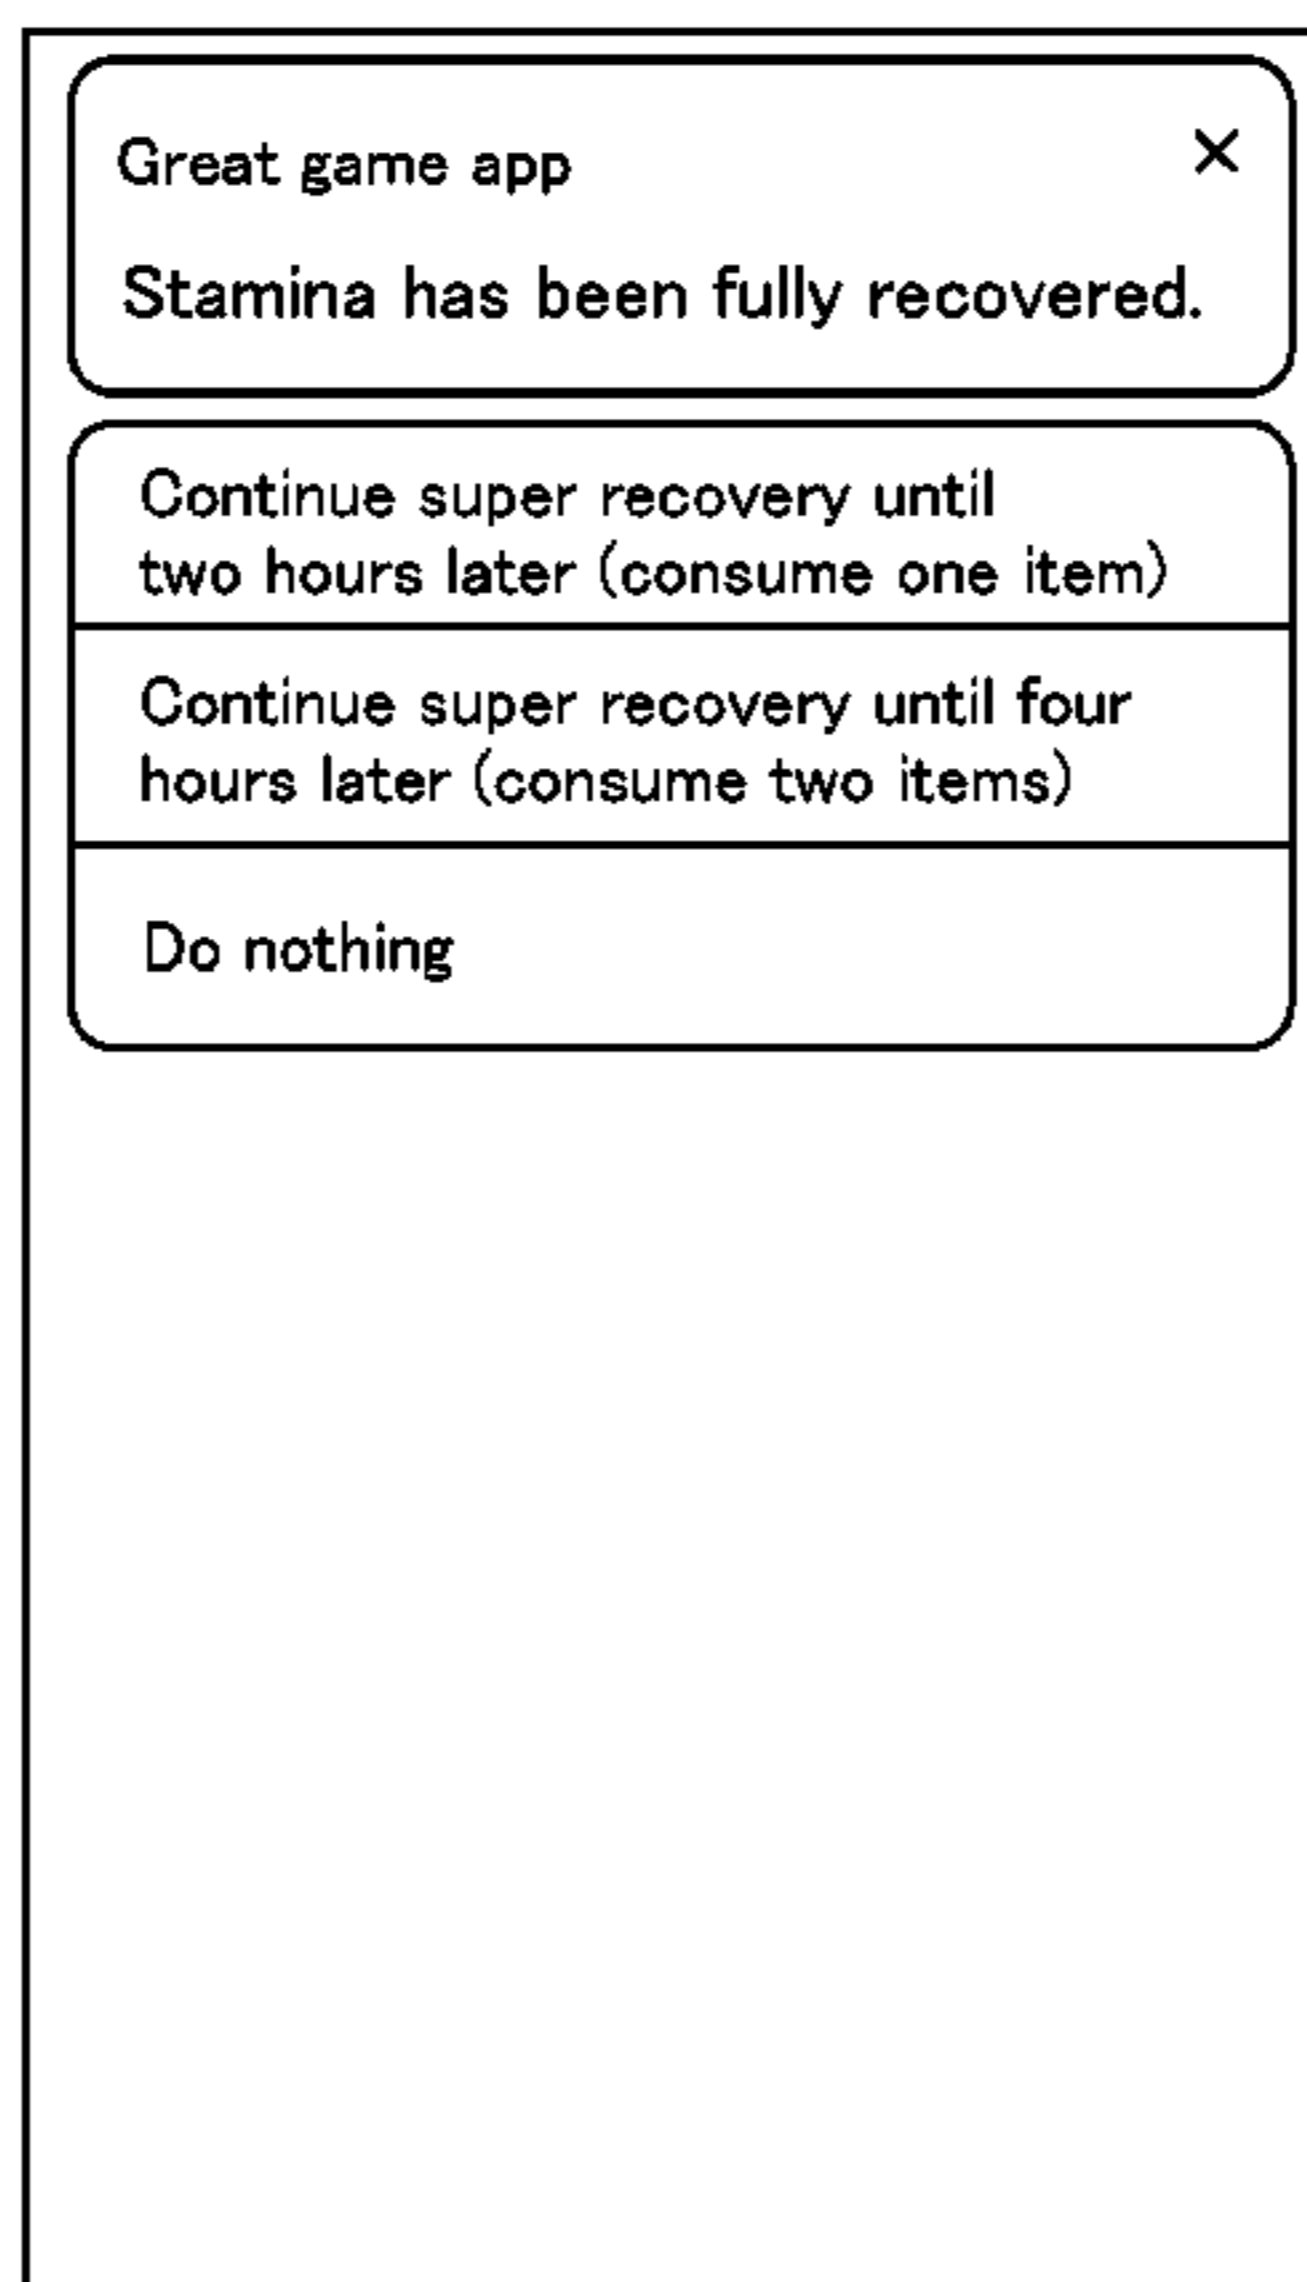 Great game app
Stamina has been fully recovered.
Continue super recovery until
two hours later (consume one item)
Continue super recovery until four
hours later (consume two items)
Do nothing